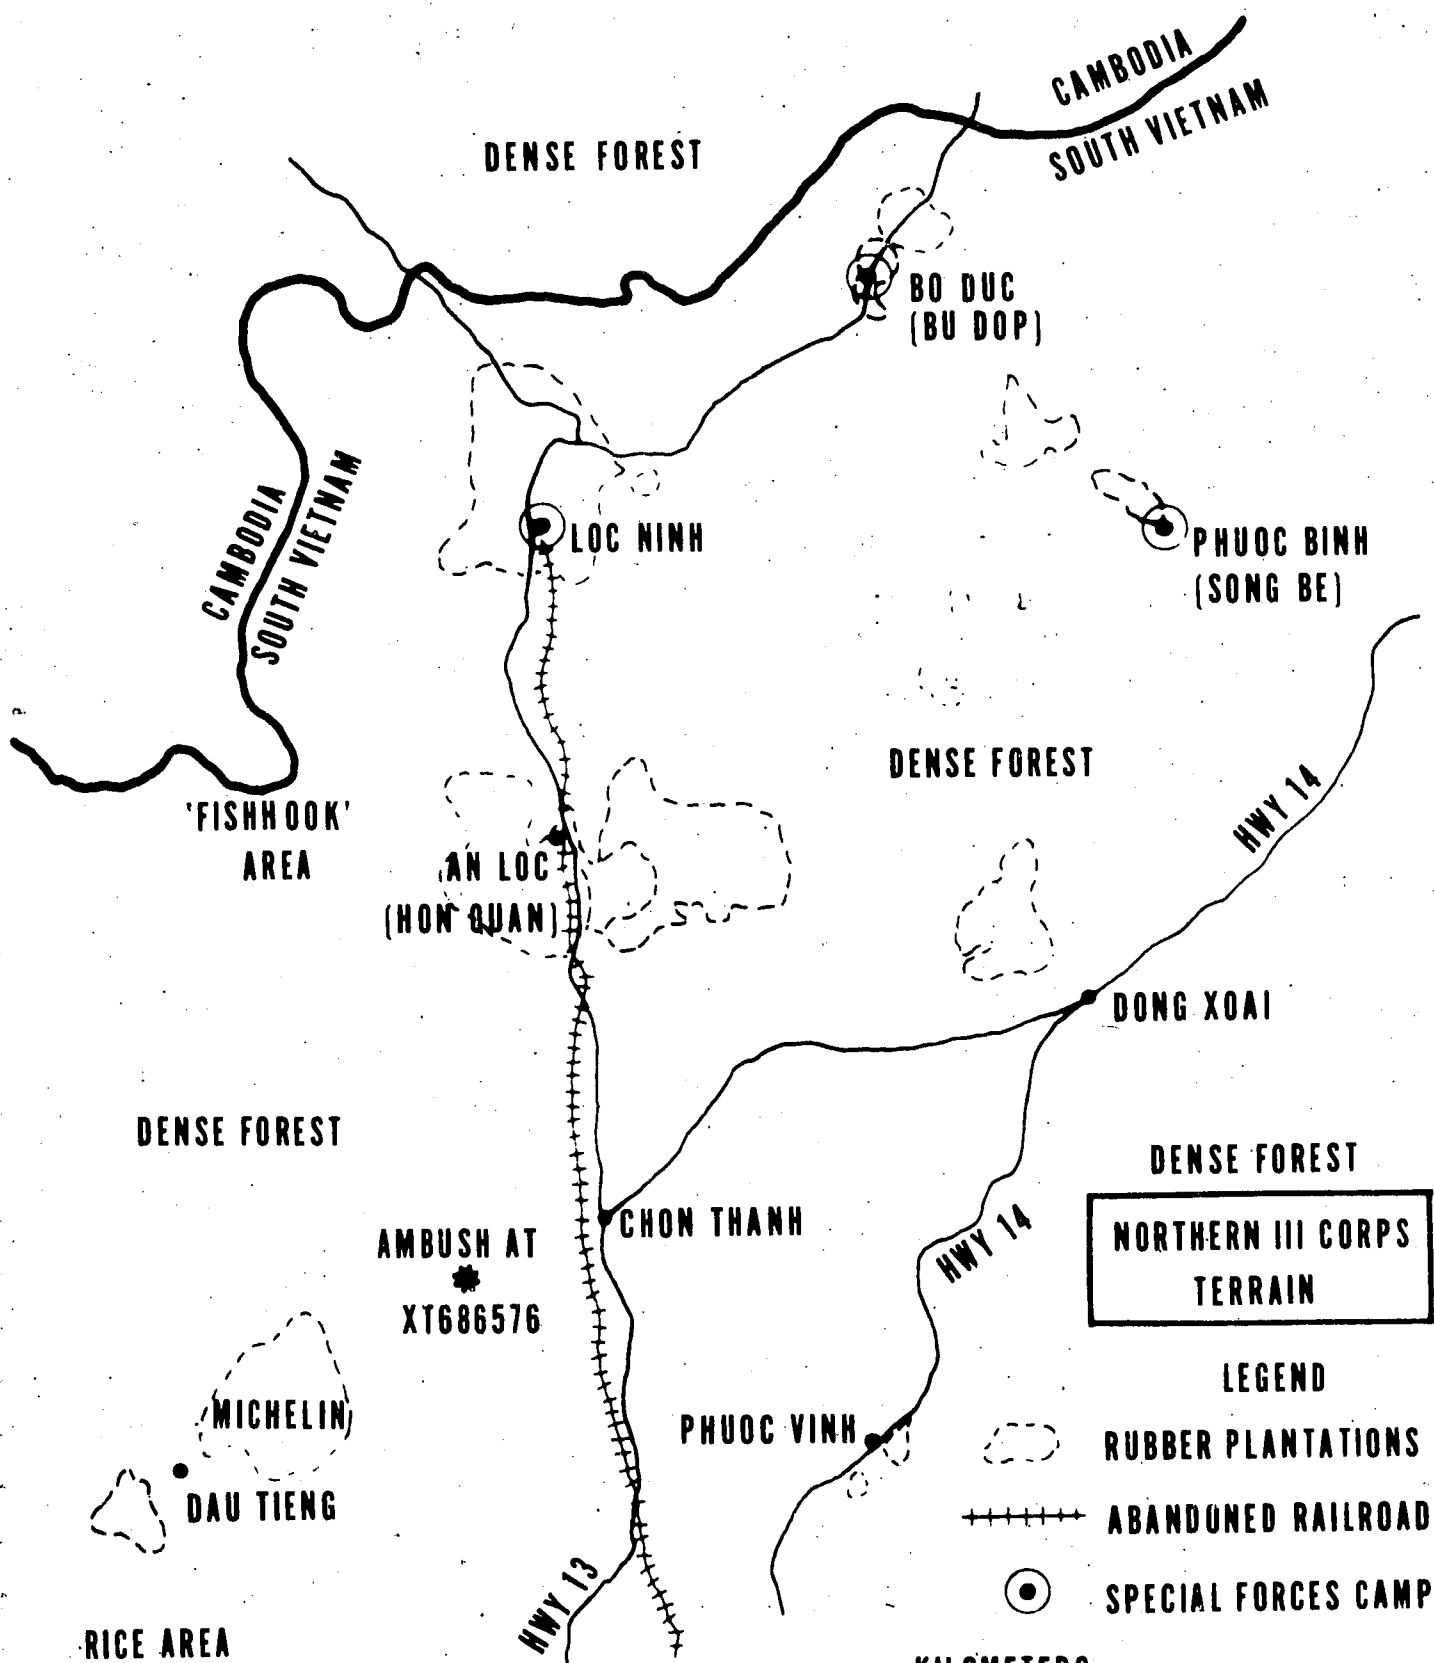 CAMBODIA
SOUTH VIETNAM
DENSE FOREST
BO DUC
(BU DOP)
CAMBODIA
SOUTH VIETNAM
LOC NINH
PHUOC BINH
(SONG BE)
DENSE FOREST
HWY 14
'FISHHOOK'
AREA
AN LOC
(HON QUAN)
DONG XOAI
DENSE FOREST
DENSE FOREST
CHON THANH
AMBUSH AT
XT686576
HWY 14
NORTHERN III CORPS
TERRAIN
LEGEND
MICHELIN
PHUOC VINH
RUBBER PLANTATIONS
DAU TIENG
ABANDONED RAILROAD
HWY 13
SPECIAL FORCES CAMP
RICE AREA
KILOMETERS